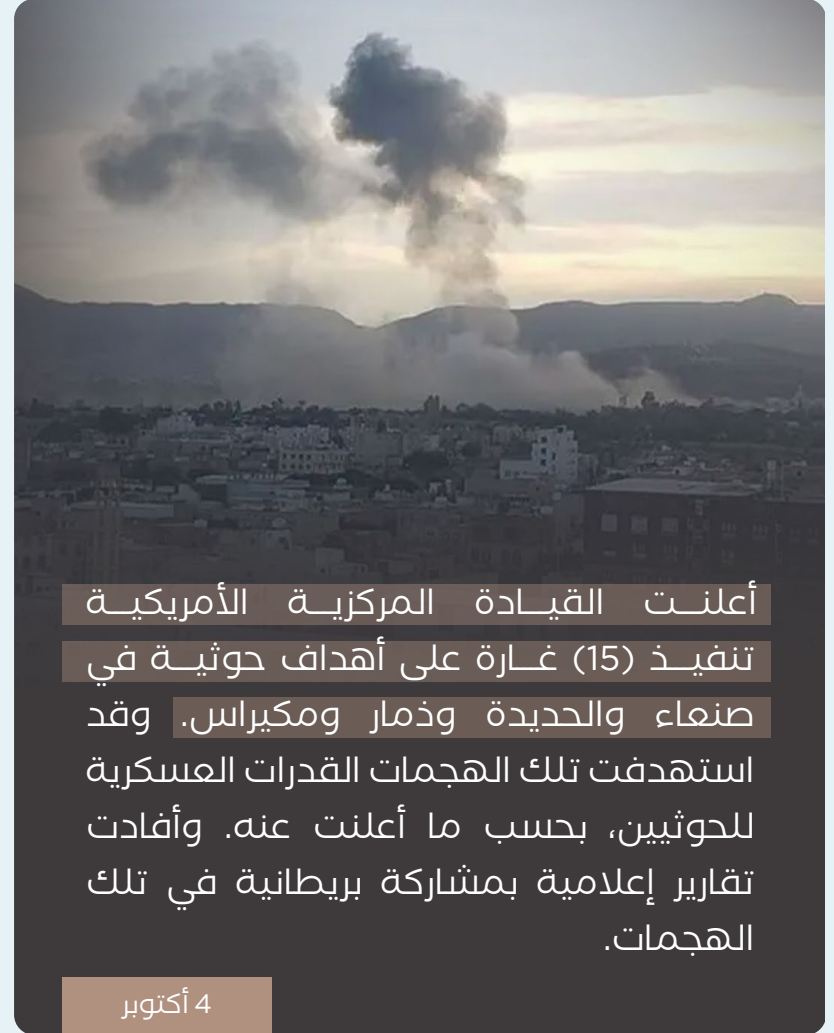 أعلنت القيادة المركزية الأمريكية
تنفيذ (15) غارة على أهداف حوثية في
صنعاء والحديدة وذمار ومكيراس. وقد
استهدفت تلك الهجمات القدرات العسكرية
للحوثيين، بحسب ما أعلنت عنه. وأفادت
تقارير إعلامية بمشاركة بريطانية في تلك
الهجمات.
4 أكتوبر